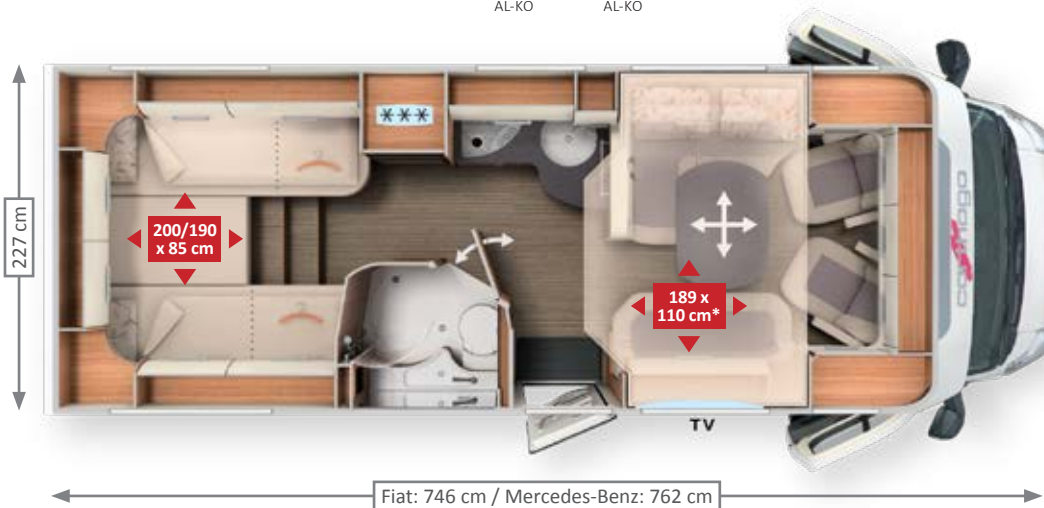 AL-KO AL-KO
227 cm
200/190
x 85 cm
189 x
110 cm*
carthago
TV
Fiat: 746 cm / Mercedes-Benz: 762 cm